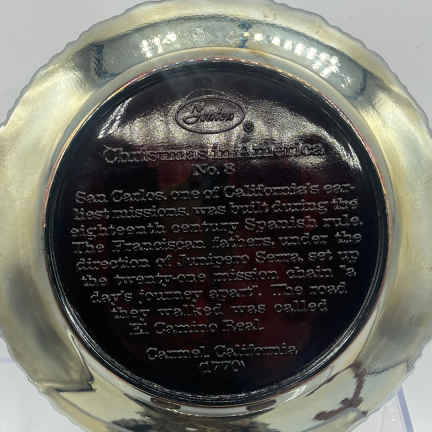 Fenton
®
Christmas in America
No. 8
San Carlos, one of California's ear-
liest missions, was built during the
eighteenth century Spanish rule.
The Franciscan fathers, under the
direction of Junipero Serra, set up
the twenty-one mission chain "a
day's journey apart". The road
they walked was called
El Camino Real.
Carmel California,
(1770)